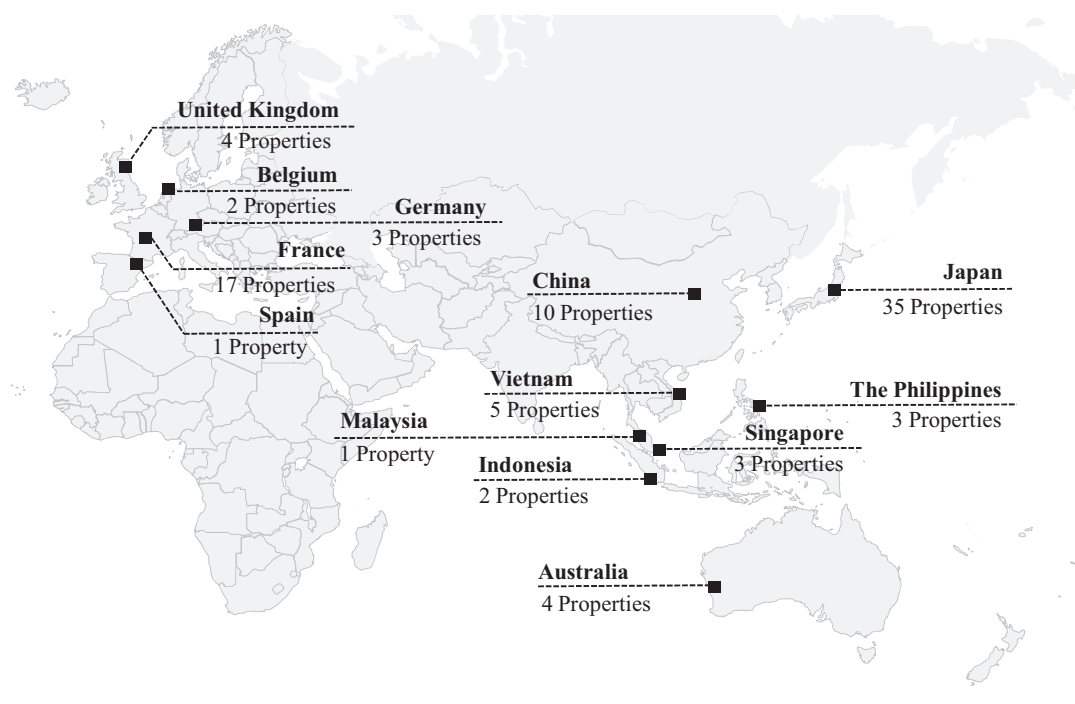 United Kingdom
4 Properties
Belgium
2 Properties
Germany
3 Properties
France
17 Properties
Spain
1 Property
China
10 Properties
Japan
35 Properties
Vietnam
5 Properties
The Philippines
3 Properties
Malaysia
1 Property
Singapore
3 Properties
Indonesia
2 Properties
Australia
4 Properties